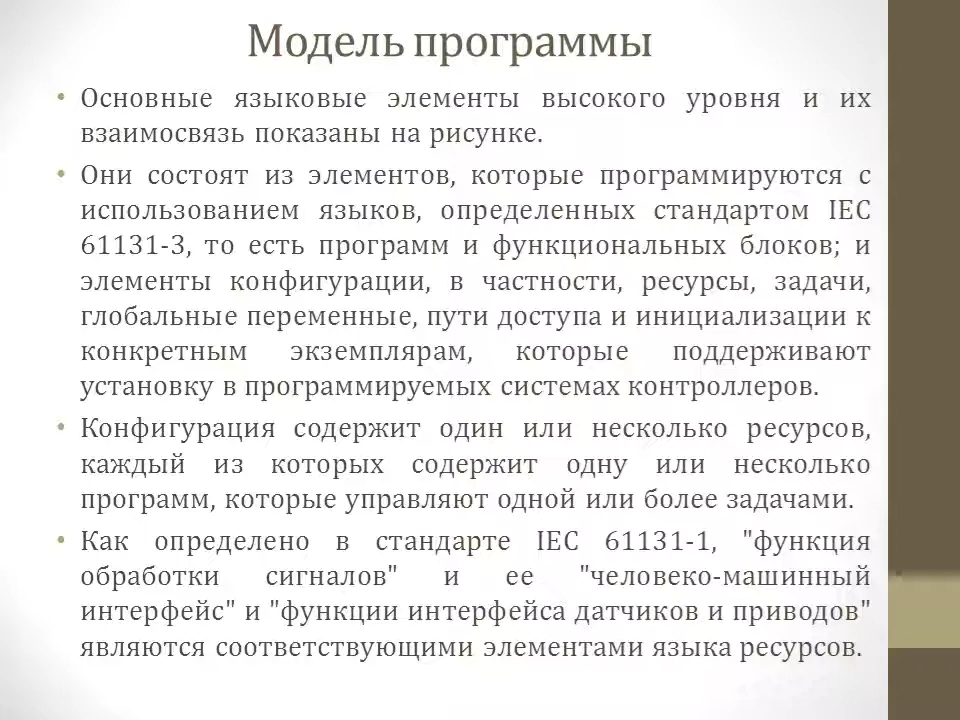 Модель программы
• Основные языковые элементы высокого уровня и их
взаимосвязь показаны на рисунке.
• Они состоят из элементов, которые программируются с
использованием языков, определенных стандартом IEC
61131-3, то есть программ и функциональных блоков; и
элементы конфигурации, в частности, ресурсы, задачи,
глобальные переменные, пути доступа и инициализации к
конкретным экземплярам, которые поддерживают
установку в программируемых системах контроллеров.
• Конфигурация содержит один или несколько ресурсов,
каждый из которых содержит одну или несколько
программ, которые управляют одной или более задачами.
• Как определено в стандарте IEC 61131-1, "функция
обработки сигналов" и ее "человеко-машинный
интерфейс" и "функции интерфейса датчиков и приводов"
являются соответствующими элементами языка ресурсов.